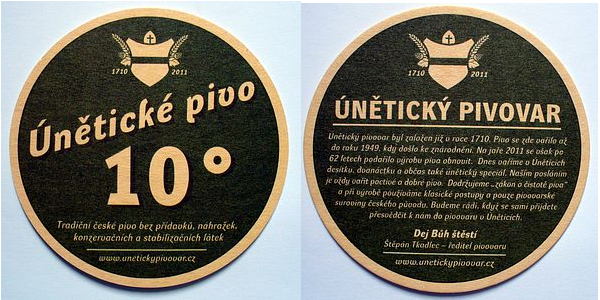 1710 2011
Únětické pivo
10°
Tradiční české pivo bez přídavků, nahražek,
konzervačních a stabilizačních látek
www.unetickypivovar.cz
1710 2011
ÚNĚTICKÝ PIVOVAR
Únětický pivovar byl založen již v roce 1710. Pivo se zde vařilo až
do roku 1949, kdy došlo ke znárodnění. Na jaře 2011 se však po
62 letech podařilo výrobu piva obnovit. Dnes vaříme v Úněticích
desítku, dvanáctku a občas také únětický speciál. Naším posláním
je vždy vařit poctivé a dobré pivo. Dodržujeme „zákon o čistotě piva"
a při výrobě používáme klasické postupy a pouze pivovarské
suroviny českého původu. Budeme rádi, když se sami přijdete
přesvědčit k nám do pivovaru v Úněticích.
Dej Bůh štěstí
Štěpán Tkadlec – ředitel pivovaru
www.unetickypivovar.cz